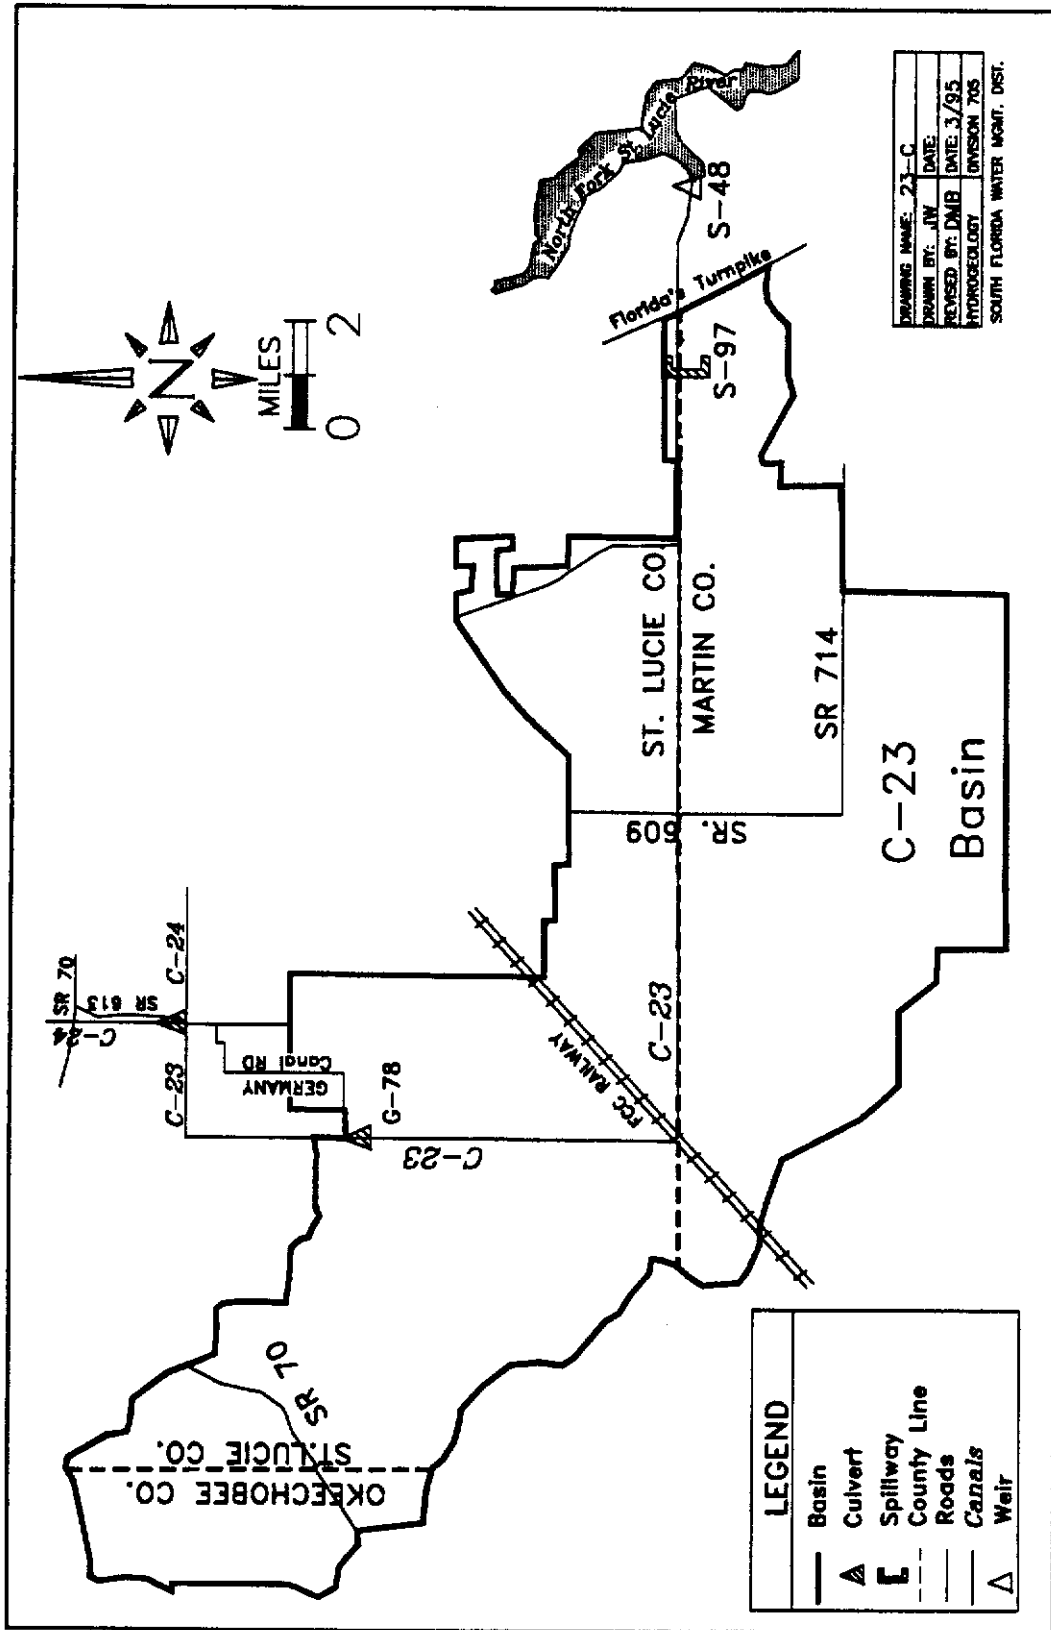 SR 70
C-24
SR 613
C-24
C-23
GERMANY
Canal RD
G-78
C-23
OKEECHOBEE CO.
ST.LUCIE CO.
SR 70
FCC RAILWAY
C-23
SR.
609
ST. LUCIE CO.
MARTIN CO.
SR 714
C-23
Basin
S-97
Florida's Turnpike
S-48
North Fork St. Lucie River
N
MILES
0 2
LEGEND
Basin
Culvert
Spillway
County Line
Roads
Canals
Weir
DRAWING NAME: 23-C
DRAWN BY: JW DATE:
REVISED BY: DMB DATE: 3/95
HYDROGEOLOGY DIVISION 705
SOUTH FLORIDA WATER MGMT. DIST.